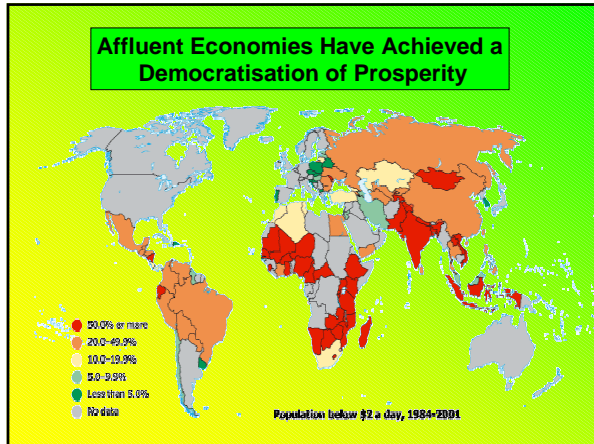 Affluent Economies Have Achieved a
Democratisation of Prosperity
50.0% or more
20.0–49.9%
10.0–19.9%
5.0–9.9%
Less than 5.0%
No data
Population below $2 a day, 1984-2001